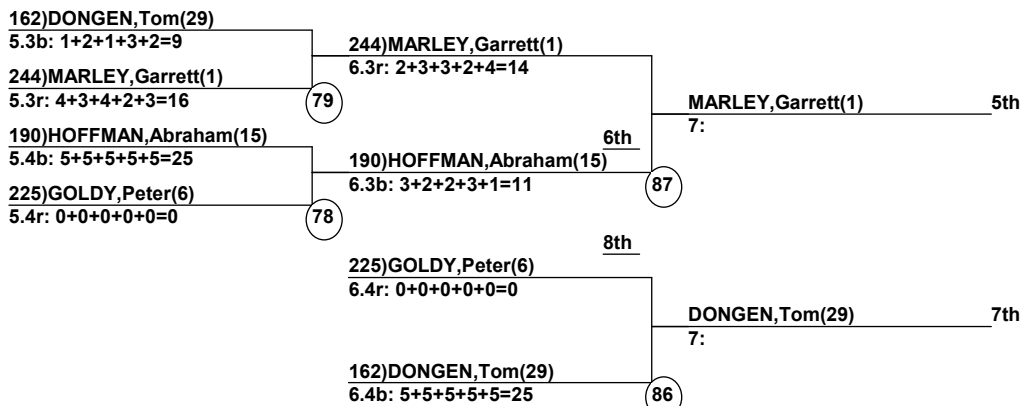 162)DONGEN,Tom(29)
5.3b: 1+2+1+3+2=9
244)MARLEY,Garrett(1)
5.3r: 4+3+4+2+3=16
79
190)HOFFMAN,Abraham(15)
5.4b: 5+5+5+5+5=25
225)GOLDY,Peter(6)
5.4r: 0+0+0+0+0=0
78
244)MARLEY,Garrett(1)
6.3r: 2+3+3+2+4=14
6th
190)HOFFMAN,Abraham(15)
6.3b: 3+2+2+3+1=11
87
MARLEY,Garrett(1) 5th
7:
8th
225)GOLDY,Peter(6)
6.4r: 0+0+0+0+0=0
162)DONGEN,Tom(29)
6.4b: 5+5+5+5+5=25
86
DONGEN,Tom(29) 7th
7: